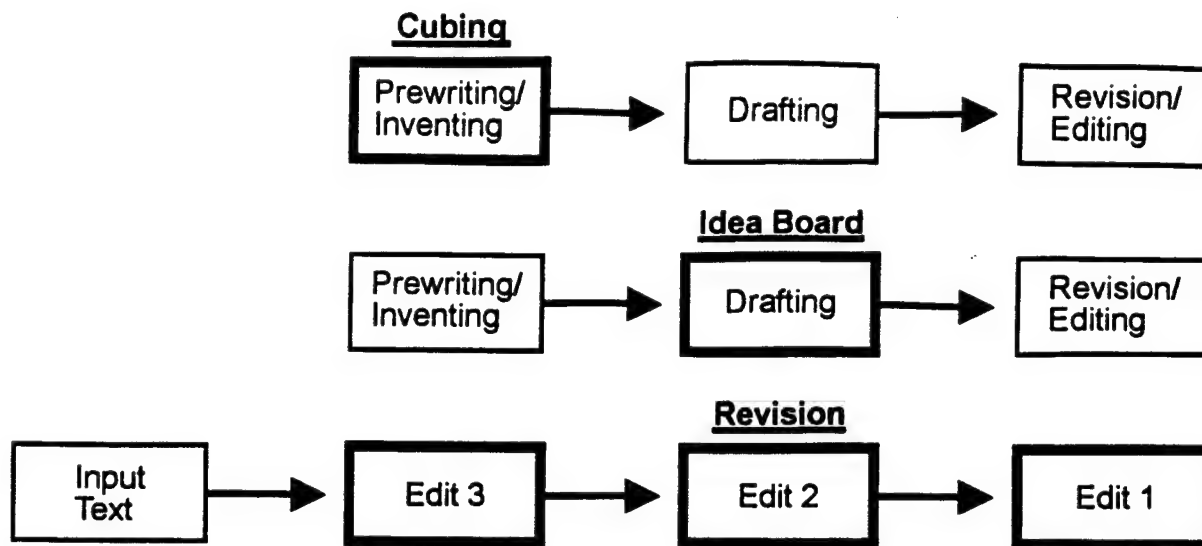 Cubing
Prewriting/
Inventing
Drafting
Revision/
Editing
Idea Board
Prewriting/
Inventing
Drafting
Revision/
Editing
Revision
Input
Text
Edit 3
Edit 2
Edit 1